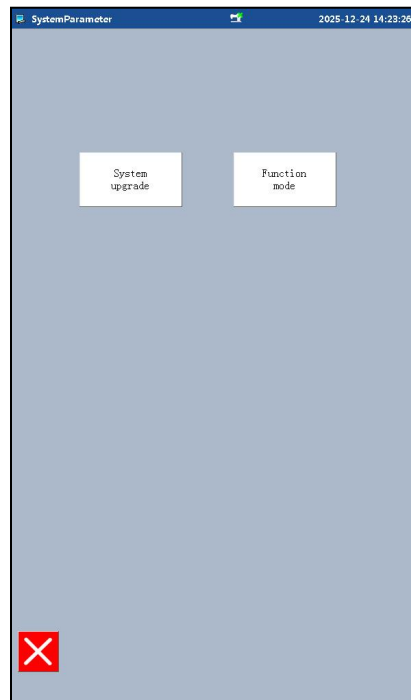 SystemParameter 2025-12-24 14:23:26
System
upgrade
Function
mode